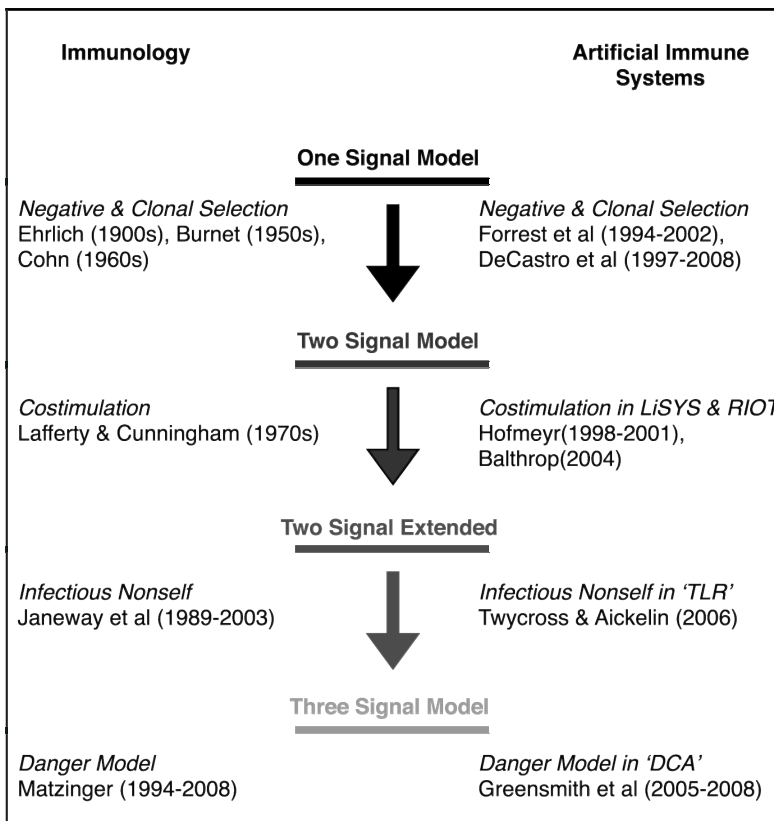 Immunology
Artificial Immune
Systems
One Signal Model
Negative & Clonal Selection
Ehrlich (1900s), Burnet (1950s),
Cohn (1960s)
Negative & Clonal Selection
Forrest et al (1994-2002),
DeCastro et al (1997-2008)
Two Signal Model
Costimulation
Lafferty & Cunningham (1970s)
Costimulation in LiSYS & RIOT
Hofmeyr(1998-2001),
Balthrop(2004)
Two Signal Extended
Infectious Nonself
Janeway et al (1989-2003)
Infectious Nonself in ‘TLR’
Twycross & Aickelin (2006)
Three Signal Model
Danger Model
Matzinger (1994-2008)
Danger Model in ‘DCA’
Greensmith et al (2005-2008)